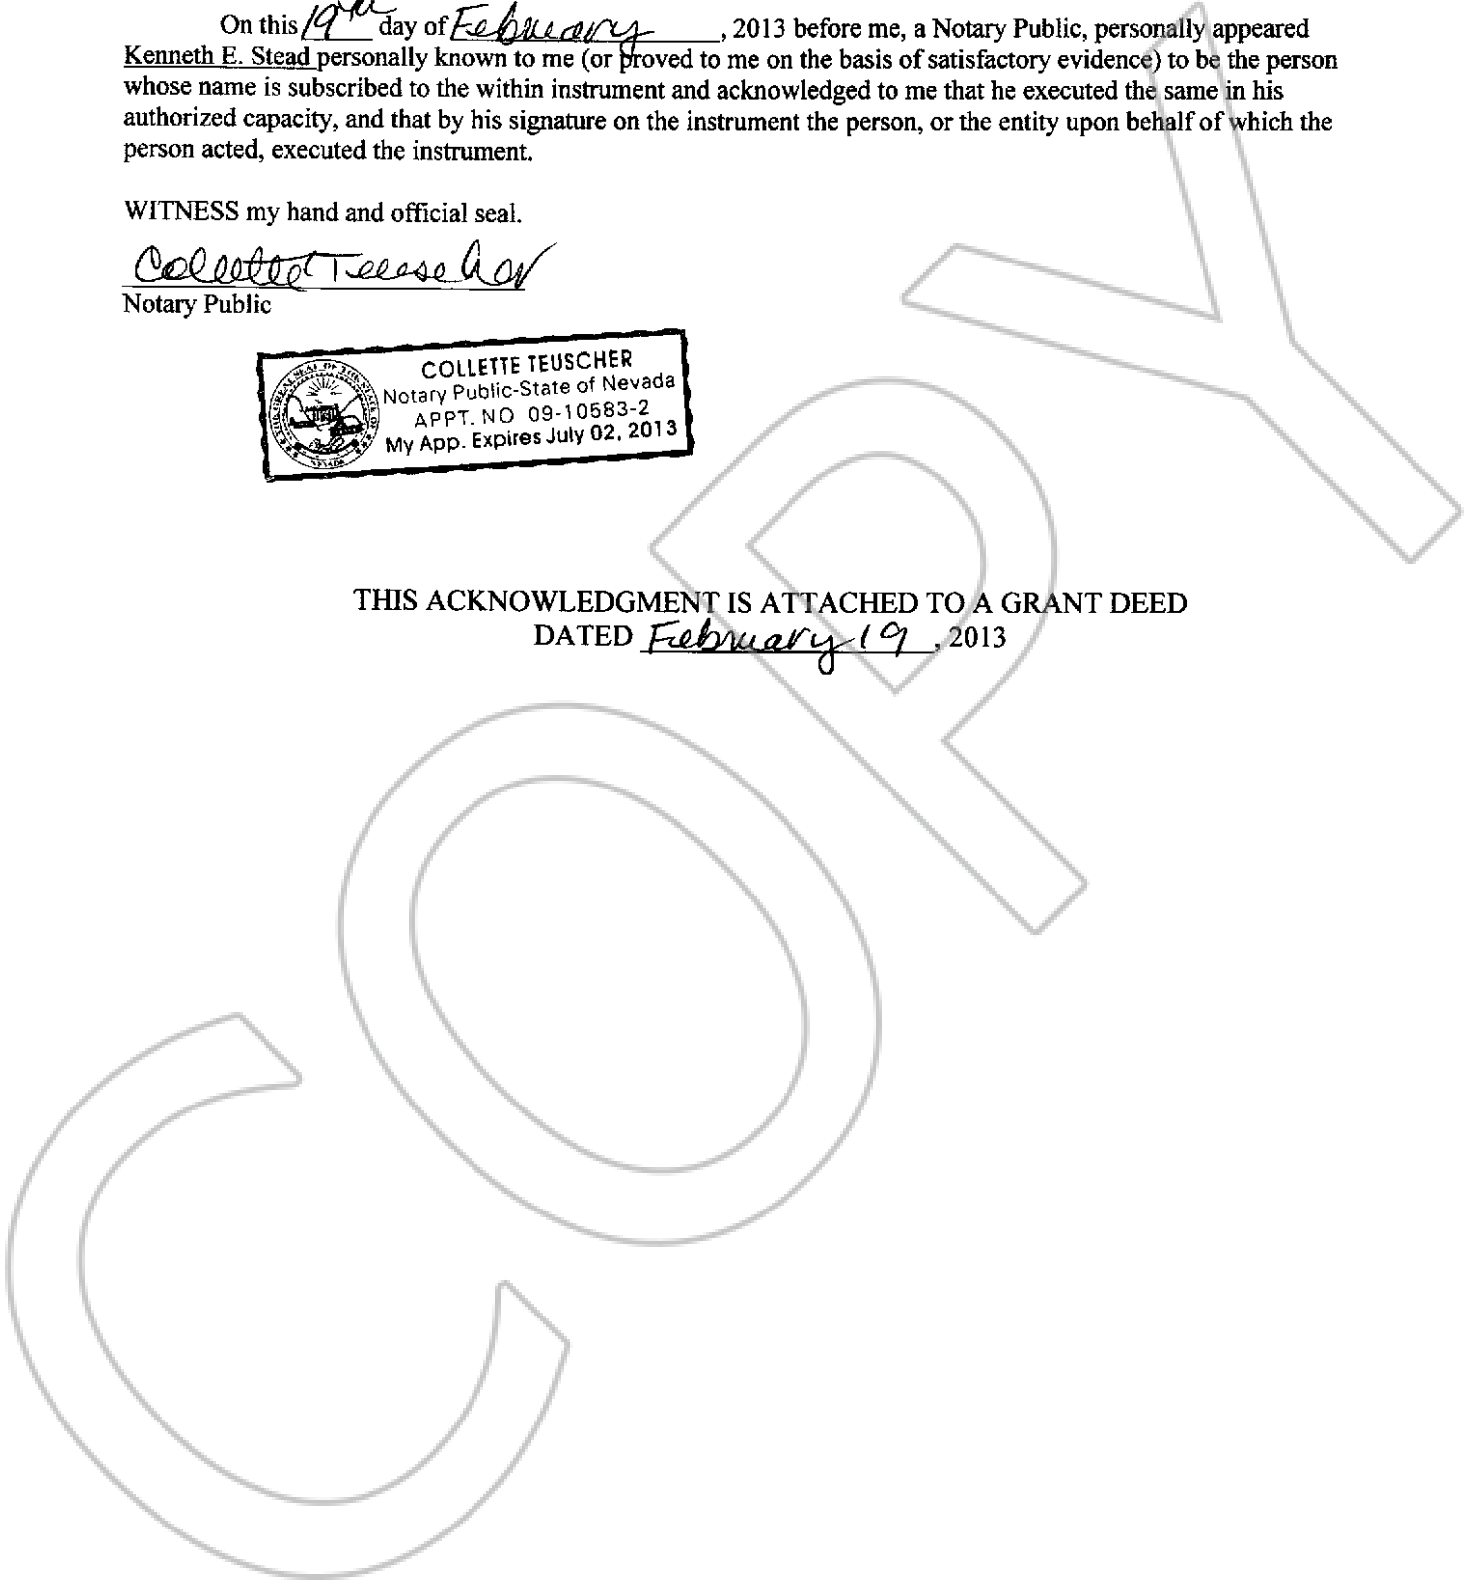 On this 19th day of February, 2013 before me, a Notary Public, personally appeared
Kenneth E. Stead personally known to me (or proved to me on the basis of satisfactory evidence) to be the person
whose name is subscribed to the within instrument and acknowledged to me that he executed the same in his
authorized capacity, and that by his signature on the instrument the person, or the entity upon behalf of which the
person acted, executed the instrument.
WITNESS my hand and official seal.
Collette Teuscher
Notary Public
COLLETTE TEUSCHER
Notary Public-State of Nevada
APPT. NO 09-10583-2
My App. Expires July 02, 2013
THIS ACKNOWLEDGMENT IS ATTACHED TO A GRANT DEED
DATED February 19, 2013
COPY